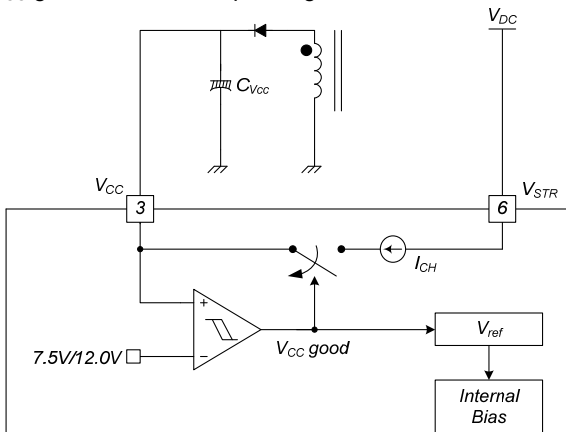 V_DC
C_Vcc
V_CC
V_STR
3
6
I_CH
7.5V/12.0V
+
−
V_CC good
V_ref
Internal
Bias